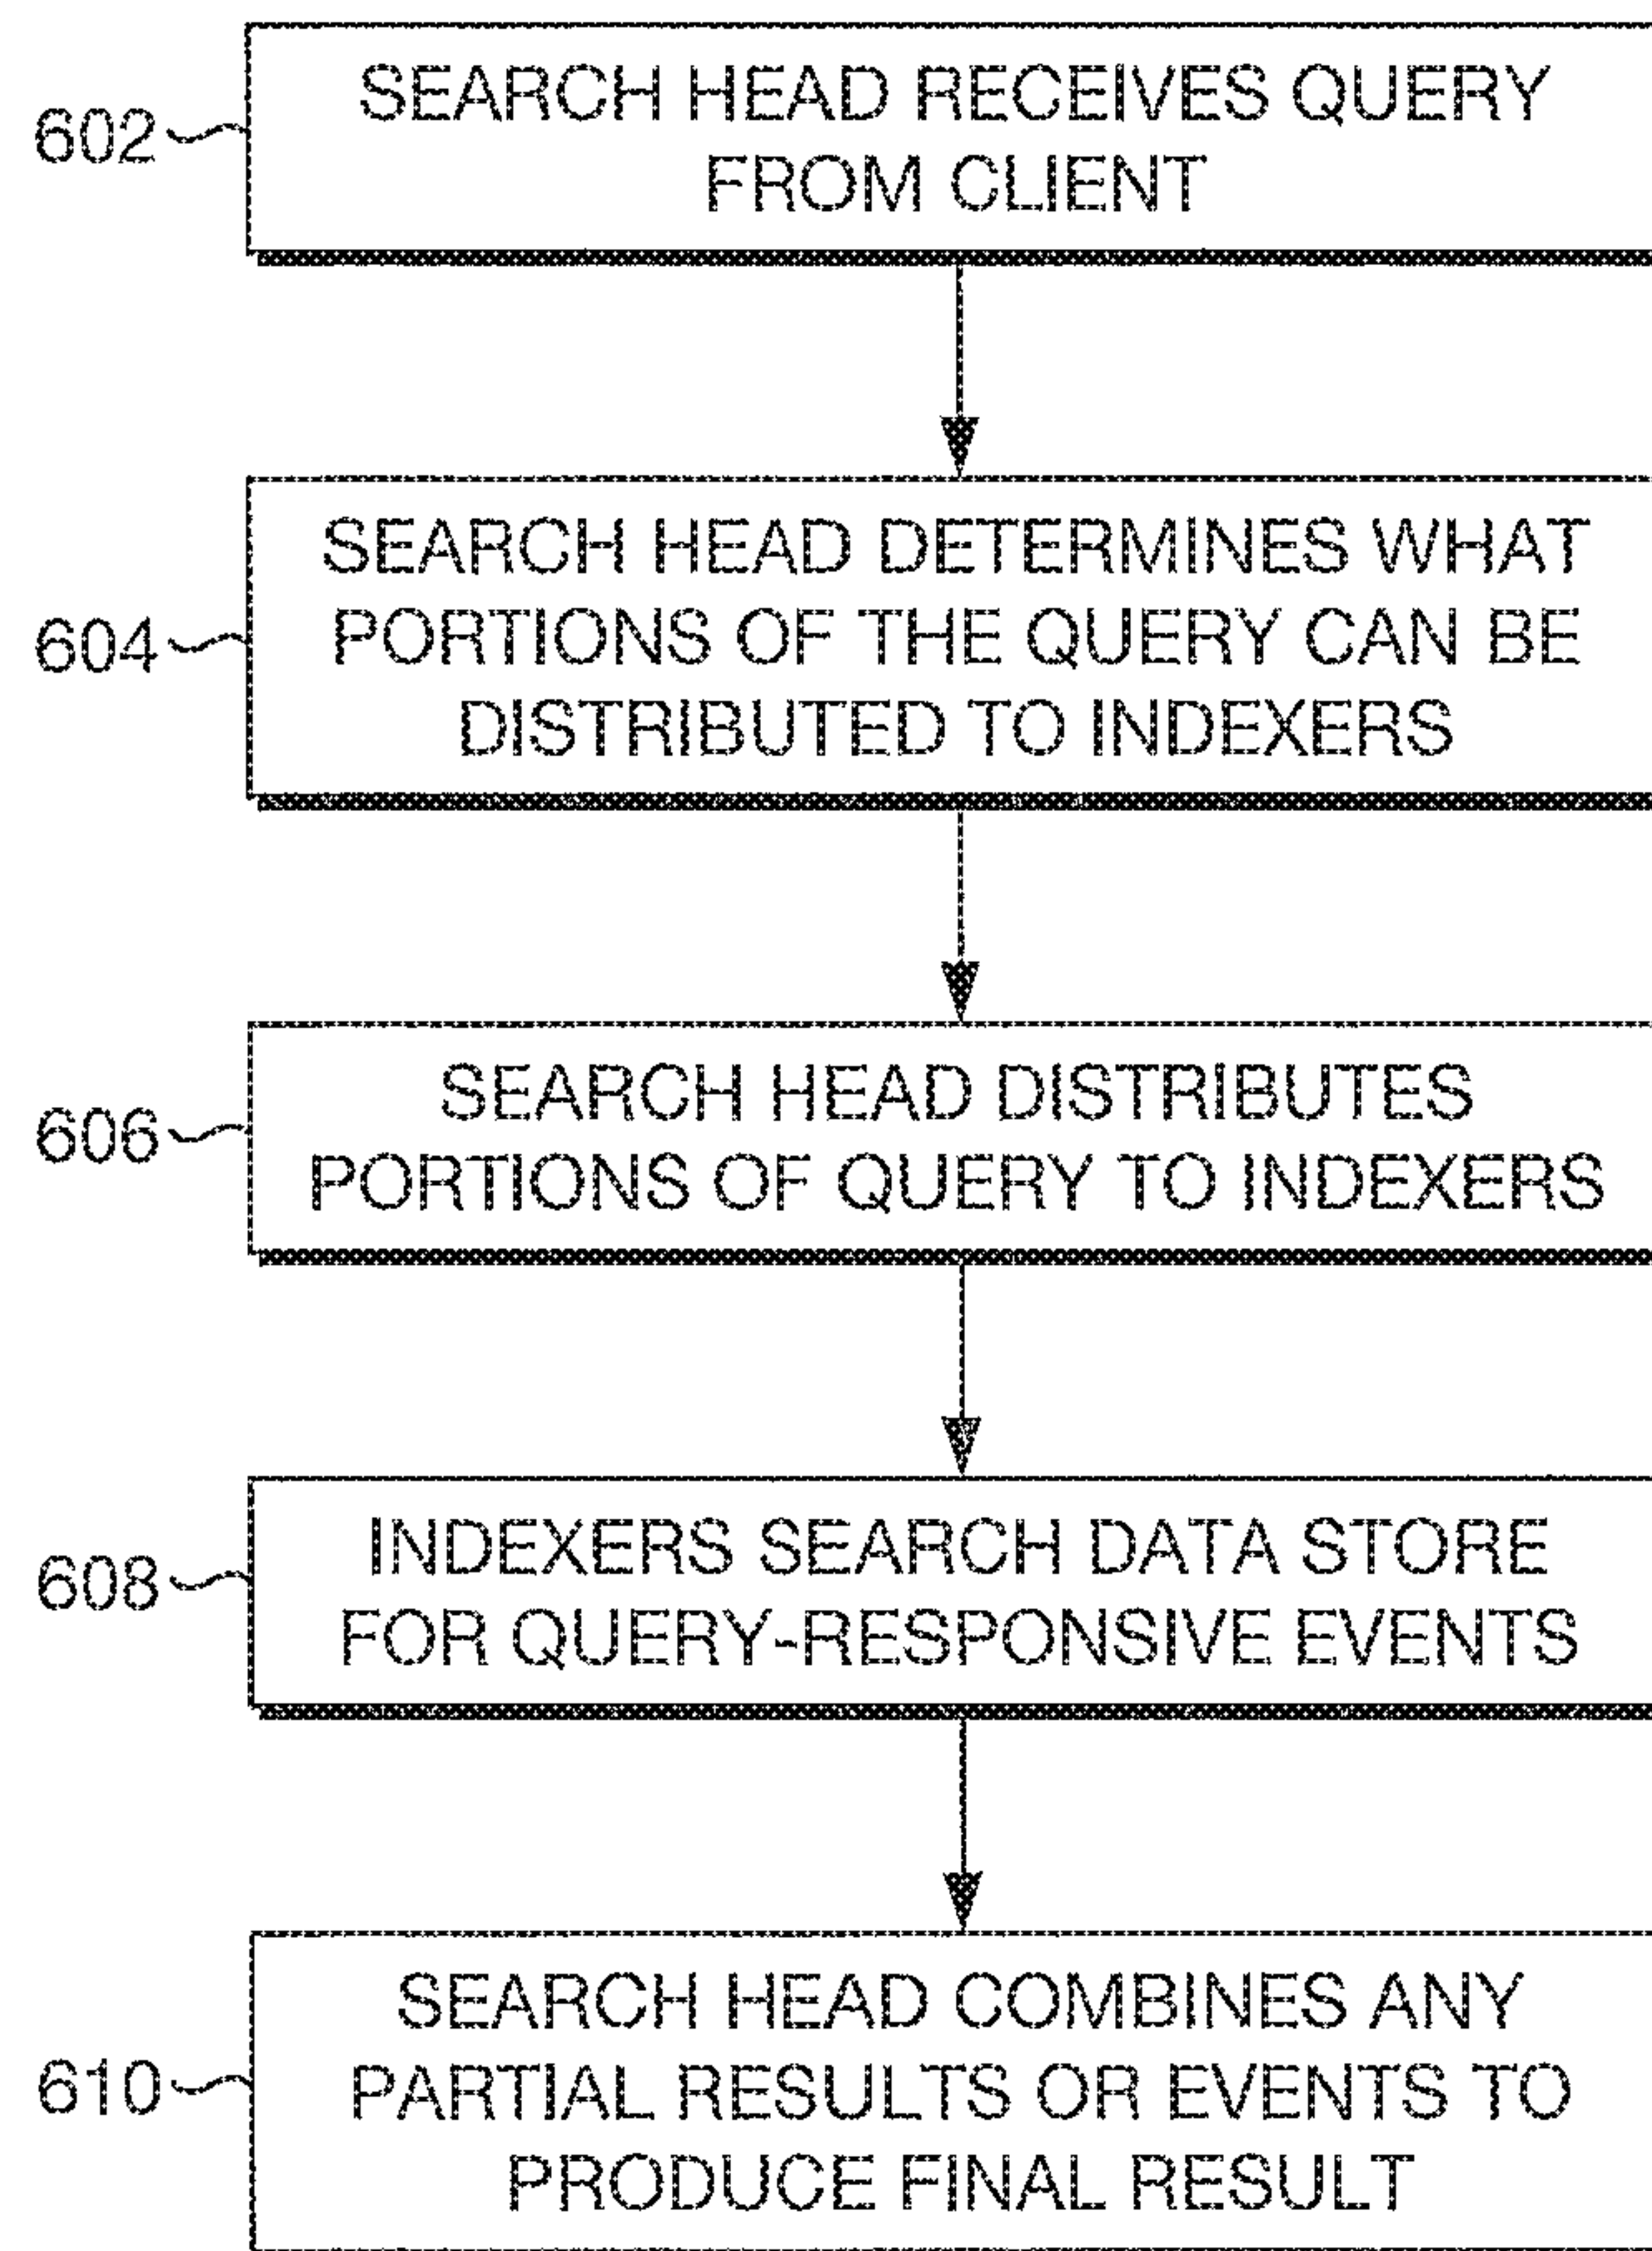 602
SEARCH HEAD RECEIVES QUERY
FROM CLIENT
604
SEARCH HEAD DETERMINES WHAT
PORTIONS OF THE QUERY CAN BE
DISTRIBUTED TO INDEXERS
606
SEARCH HEAD DISTRIBUTES
PORTIONS OF QUERY TO INDEXERS
608
INDEXERS SEARCH DATA STORE
FOR QUERY-RESPONSIVE EVENTS
610
SEARCH HEAD COMBINES ANY
PARTIAL RESULTS OR EVENTS TO
PRODUCE FINAL RESULT